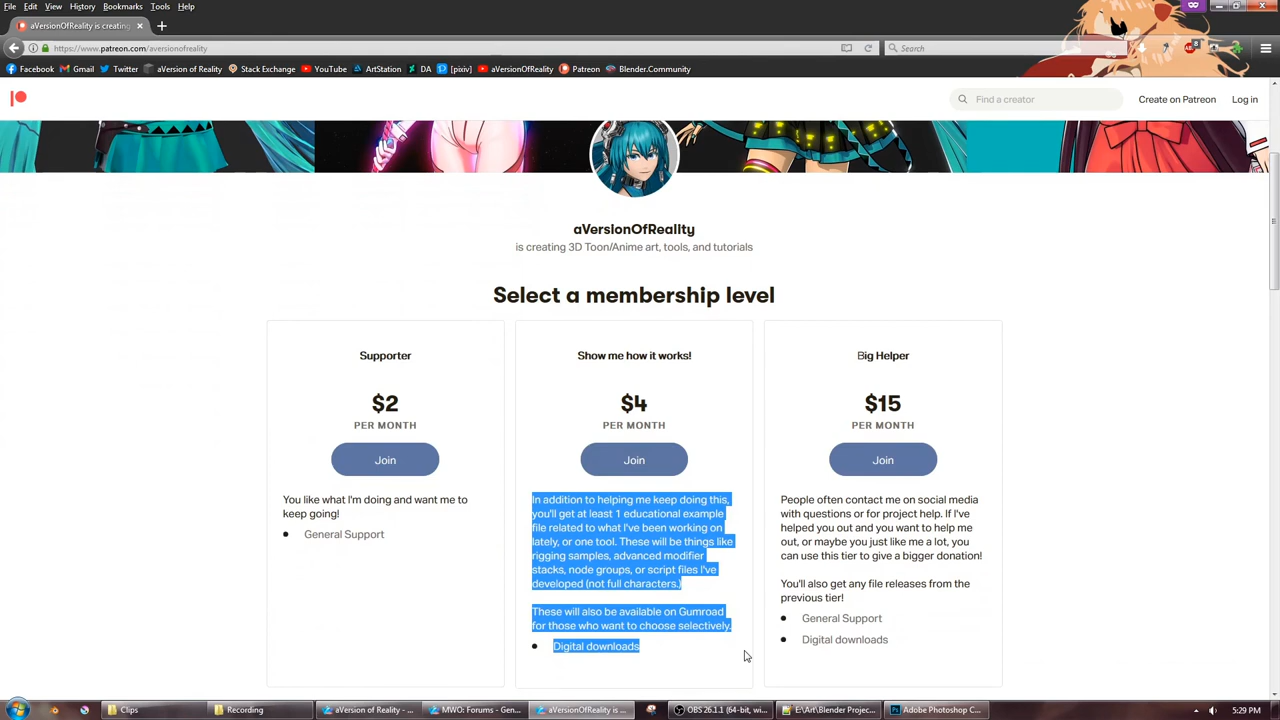 File Edit View History Bookmarks Tools Help
aVersionOfReality is creating
https://www.patreon.com/aversionofreality
Search
8
Facebook Gmail Twitter aVersion of Reality Stack Exchange YouTube ArtStation DA [pixiv] aVersionOfReality Patreon Blender.Community
Find a creator
Create on Patreon
Log in
aVersionOfReality
is creating 3D Toon/Anime art, tools, and tutorials
Select a membership level
Supporter
$2
PER MONTH
Join
You like what I'm doing and want me to
keep going!
General Support
Show me how it works!
$4
PER MONTH
Join
In addition to helping me keep doing this,
you'll get at least 1 educational example
file related to what I've been working on
lately, or one tool. These will be things like
rigging samples, advanced modifier
stacks, node groups, or script files I've
developed (not full characters.)
These will also be available on Gumroad
for those who want to choose selectively.
Digital downloads
Big Helper
$15
PER MONTH
Join
People often contact me on social media
with questions or for project help. If I've
helped you out and you want to help me
out, or maybe you just like me a lot, you
can use this tier to give a bigger donation!
You'll also get any file releases from the
previous tier!
General Support
Digital downloads
Clips
Recording
aVersion of Reality - ...
MWO: Forums - Gen...
aVersionOfReality is ...
OBS 26.1.1 (64-bit, wi...
E:\Art\Blender Projec...
Adobe Photoshop C...
5:29 PM